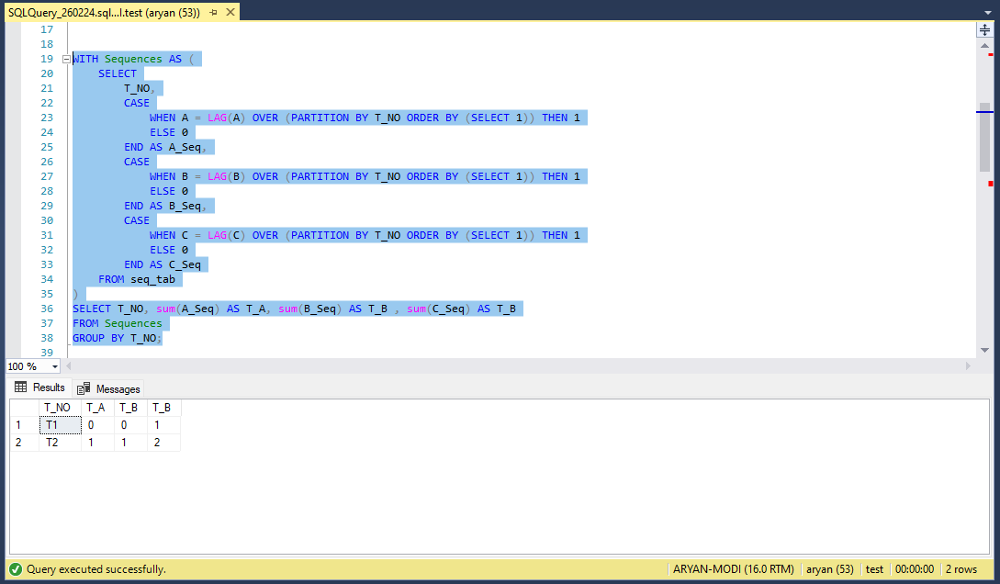 SQLQuery_260224.sql...l.test (aryan (53))
17
18
19 WITH Sequences AS (
20 SELECT
21 T_NO,
22 CASE
23 WHEN A = LAG(A) OVER (PARTITION BY T_NO ORDER BY (SELECT 1)) THEN 1
24 ELSE 0
25 END AS A_Seq,
26 CASE
27 WHEN B = LAG(B) OVER (PARTITION BY T_NO ORDER BY (SELECT 1)) THEN 1
28 ELSE 0
29 END AS B_Seq,
30 CASE
31 WHEN C = LAG(C) OVER (PARTITION BY T_NO ORDER BY (SELECT 1)) THEN 1
32 ELSE 0
33 END AS C_Seq
34 FROM seq_tab
35 )
36 SELECT T_NO, sum(A_Seq) AS T_A, sum(B_Seq) AS T_B , sum(C_Seq) AS T_B
37 FROM Sequences
38 GROUP BY T_NO;
39
100 %
Results Messages
T_NO T_A T_B T_B
1 T1 0 0 1
2 T2 1 1 2
Query executed successfully. ARYAN-MODI (16.0 RTM) aryan (53) test 00:00:00 2 rows